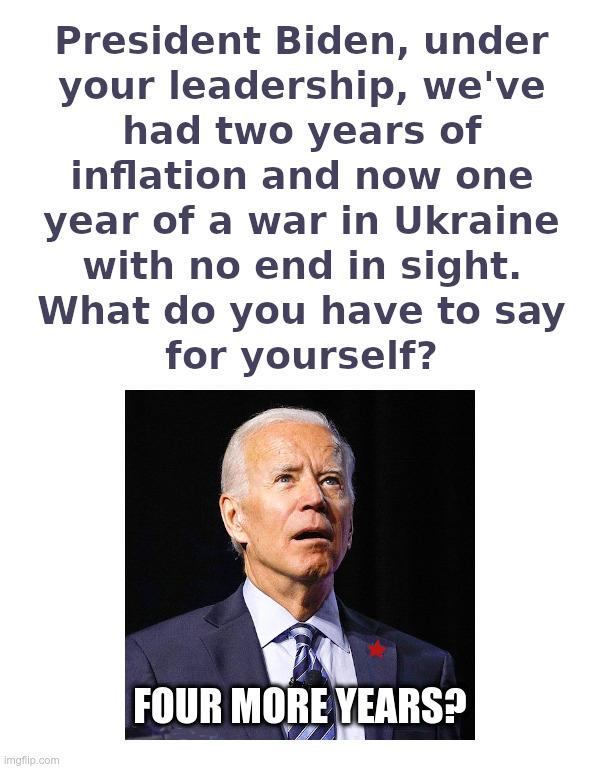 President Biden, under
your leadership, we've
had two years of
inflation and now one
year of a war in Ukraine
with no end in sight.
What do you have to say
for yourself?
FOUR MORE YEARS?
imgflip.com